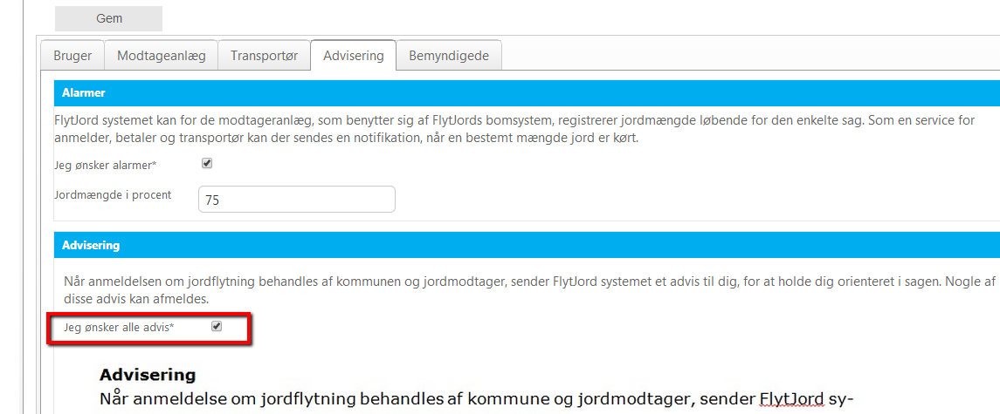 Gem
Bruger Modtageanlæg Transportør Advisering Bemyndigede
Alarmer
FlytJord systemet kan for de modtageranlæg, som benytter sig af FlytJords bomsystem, registrerer jordmængde løbende for den enkelte sag. Som en service for
anmelder, betaler og transportør kan der sendes en notifikation, når en bestemt mængde jord er kørt.
Jeg ønsker alarmer*
Jordmængde i procent 75
Advisering
Når anmeldelsen om jordflytning behandles af kommunen og jordmodtager, sender FlytJord systemet et advis til dig, for at holde dig orienteret i sagen. Nogle af
disse advis kan afmeldes.
Jeg ønsker alle advis*
Advisering
Når anmeldelse om jordflytning behandles af kommune og jordmodtager, sender FlytJord sy-